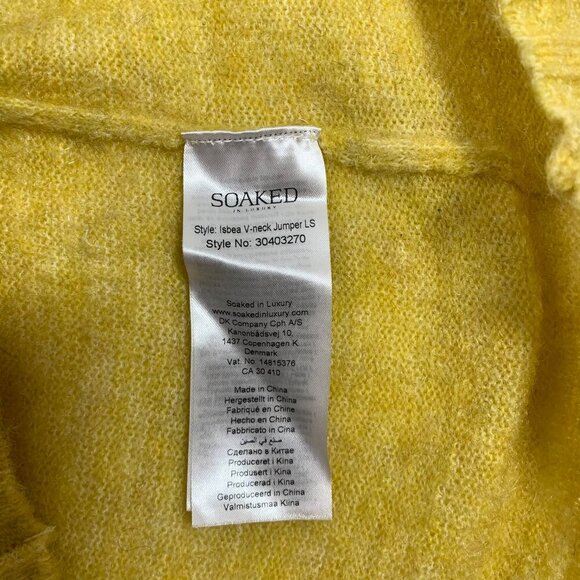 SOAKED
IN LUXURY
Style: Isbea V-neck Jumper LS
Style No: 30403270
Soaked in Luxury
www.soakedinluxury.com
DK Company Cph A/S
Kanonbådsvej 10,
1437 Copenhagen K
Denmark
Vat. No. 14815376
CA 30 410
Made in China
Hergestellt in China
Fabriqué en Chine
Hecho en China
Fabbricato in China
صنع في الصين
Сделано в Китае
Produceret i Kina
Produsert i Kina
Producerad i Kina
Geproduceerd in China
Valmistusmaa Kiina